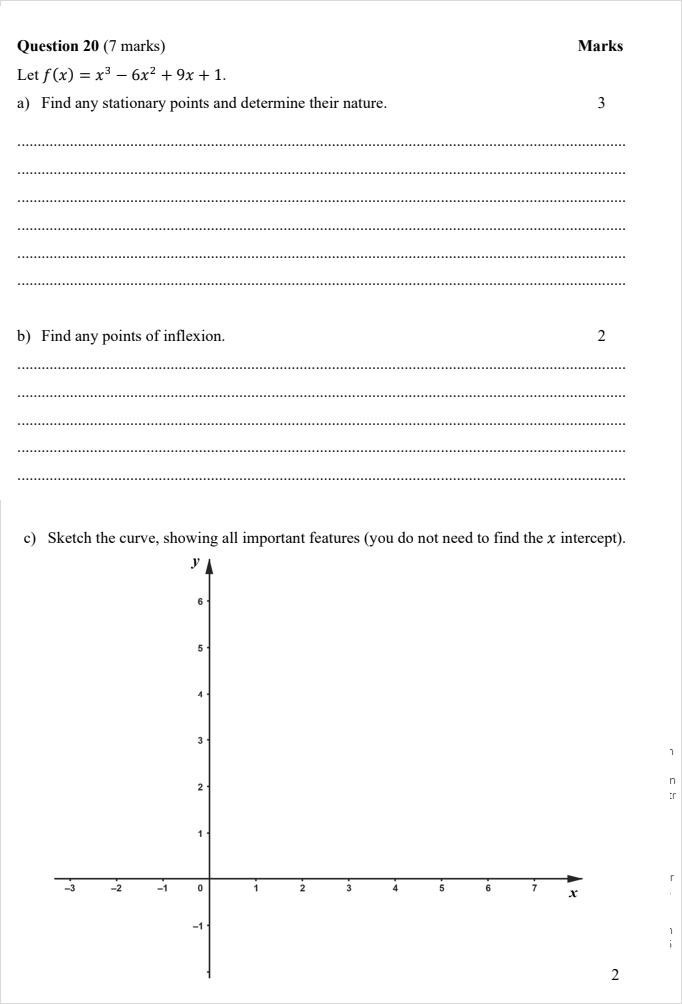 Question 20 (7 marks) Marks
Let f(x) = x³ − 6x² + 9x + 1.
a) Find any stationary points and determine their nature. 3
b) Find any points of inflexion. 2
c) Sketch the curve, showing all important features (you do not need to find the x intercept).
y
6
5
4
3
2
1
–3 –2 –1 0 1 2 3 4 5 6 7
x
–1
2